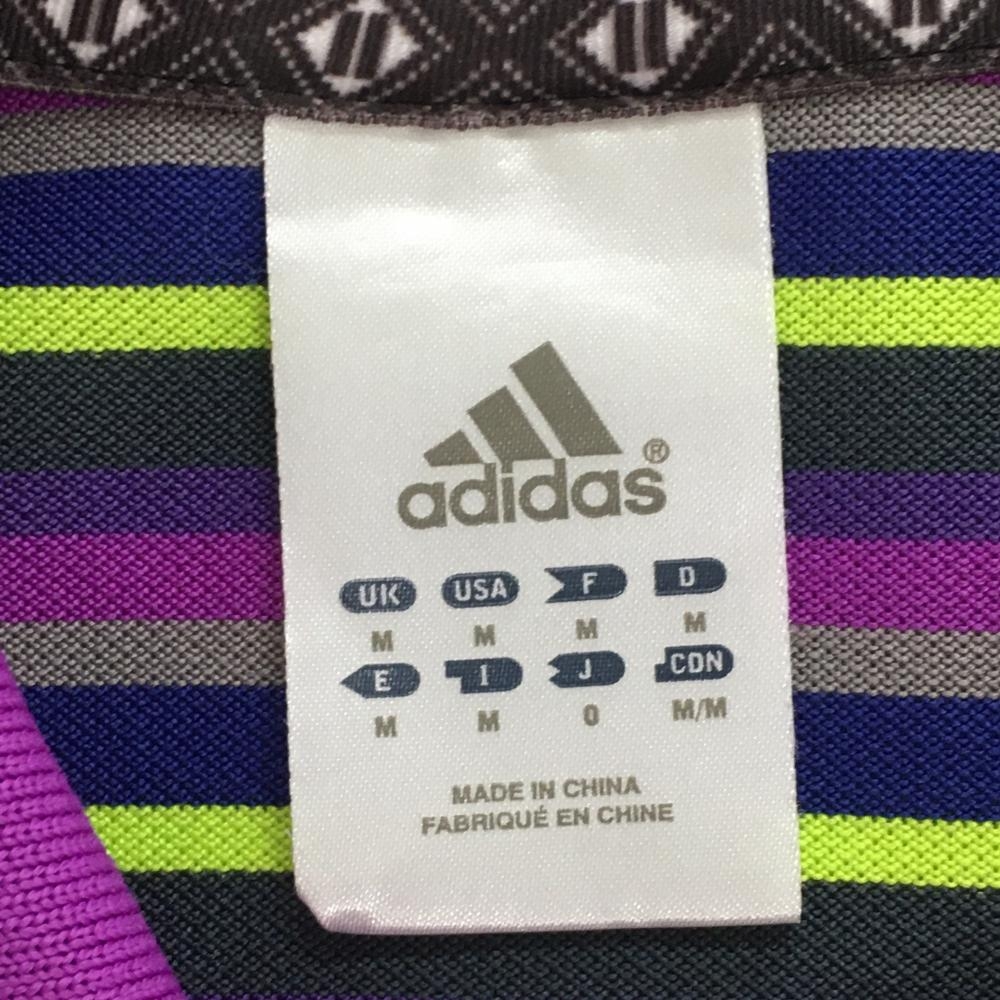 adidas®
UK USA F D
M M M M
E I J CDN
M M O M/M
MADE IN CHINA
FABRIQUÉ EN CHINE